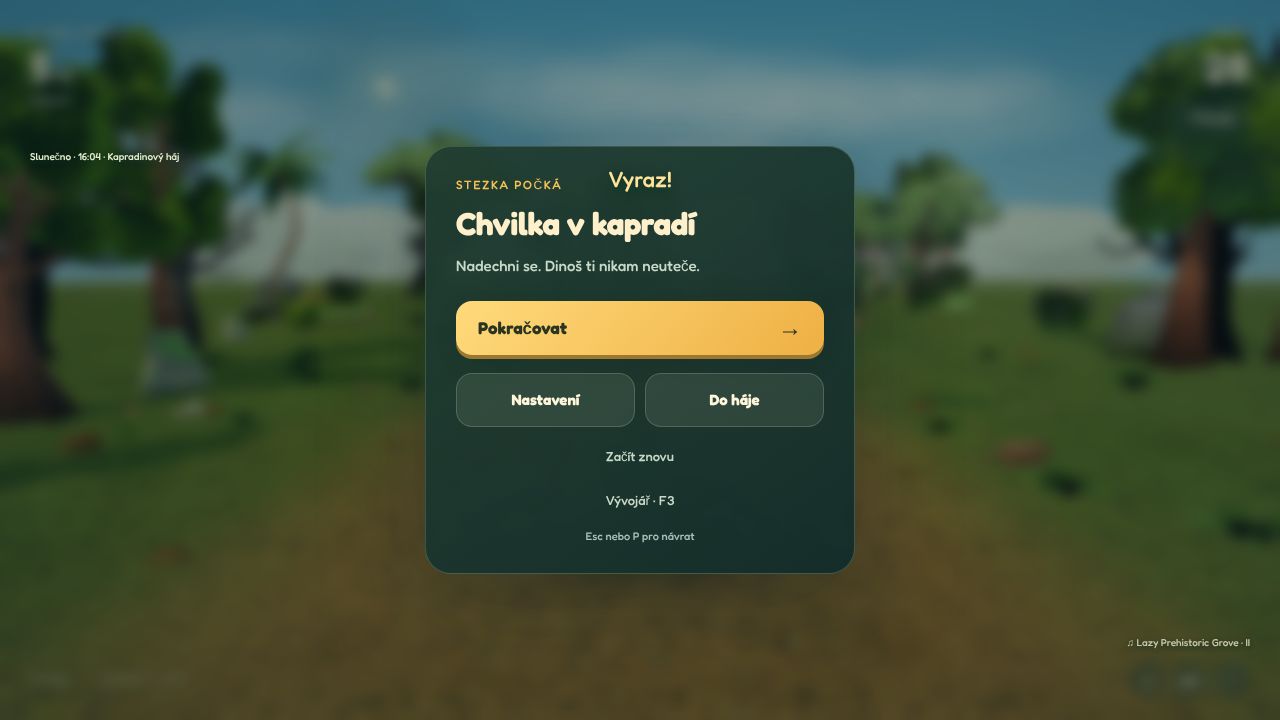 Slunečno · 16:04 · Kapradinový háj
STEZKA POČKÁ
Vyraz!
Chvilka v kapradí
Nadechni se. Dinoš ti nikam neuteče.
Pokračovat →
Nastavení
Do háje
Začít znovu
Vývojář · F3
Esc nebo P pro návrat
♫ Lazy Prehistoric Grove · II